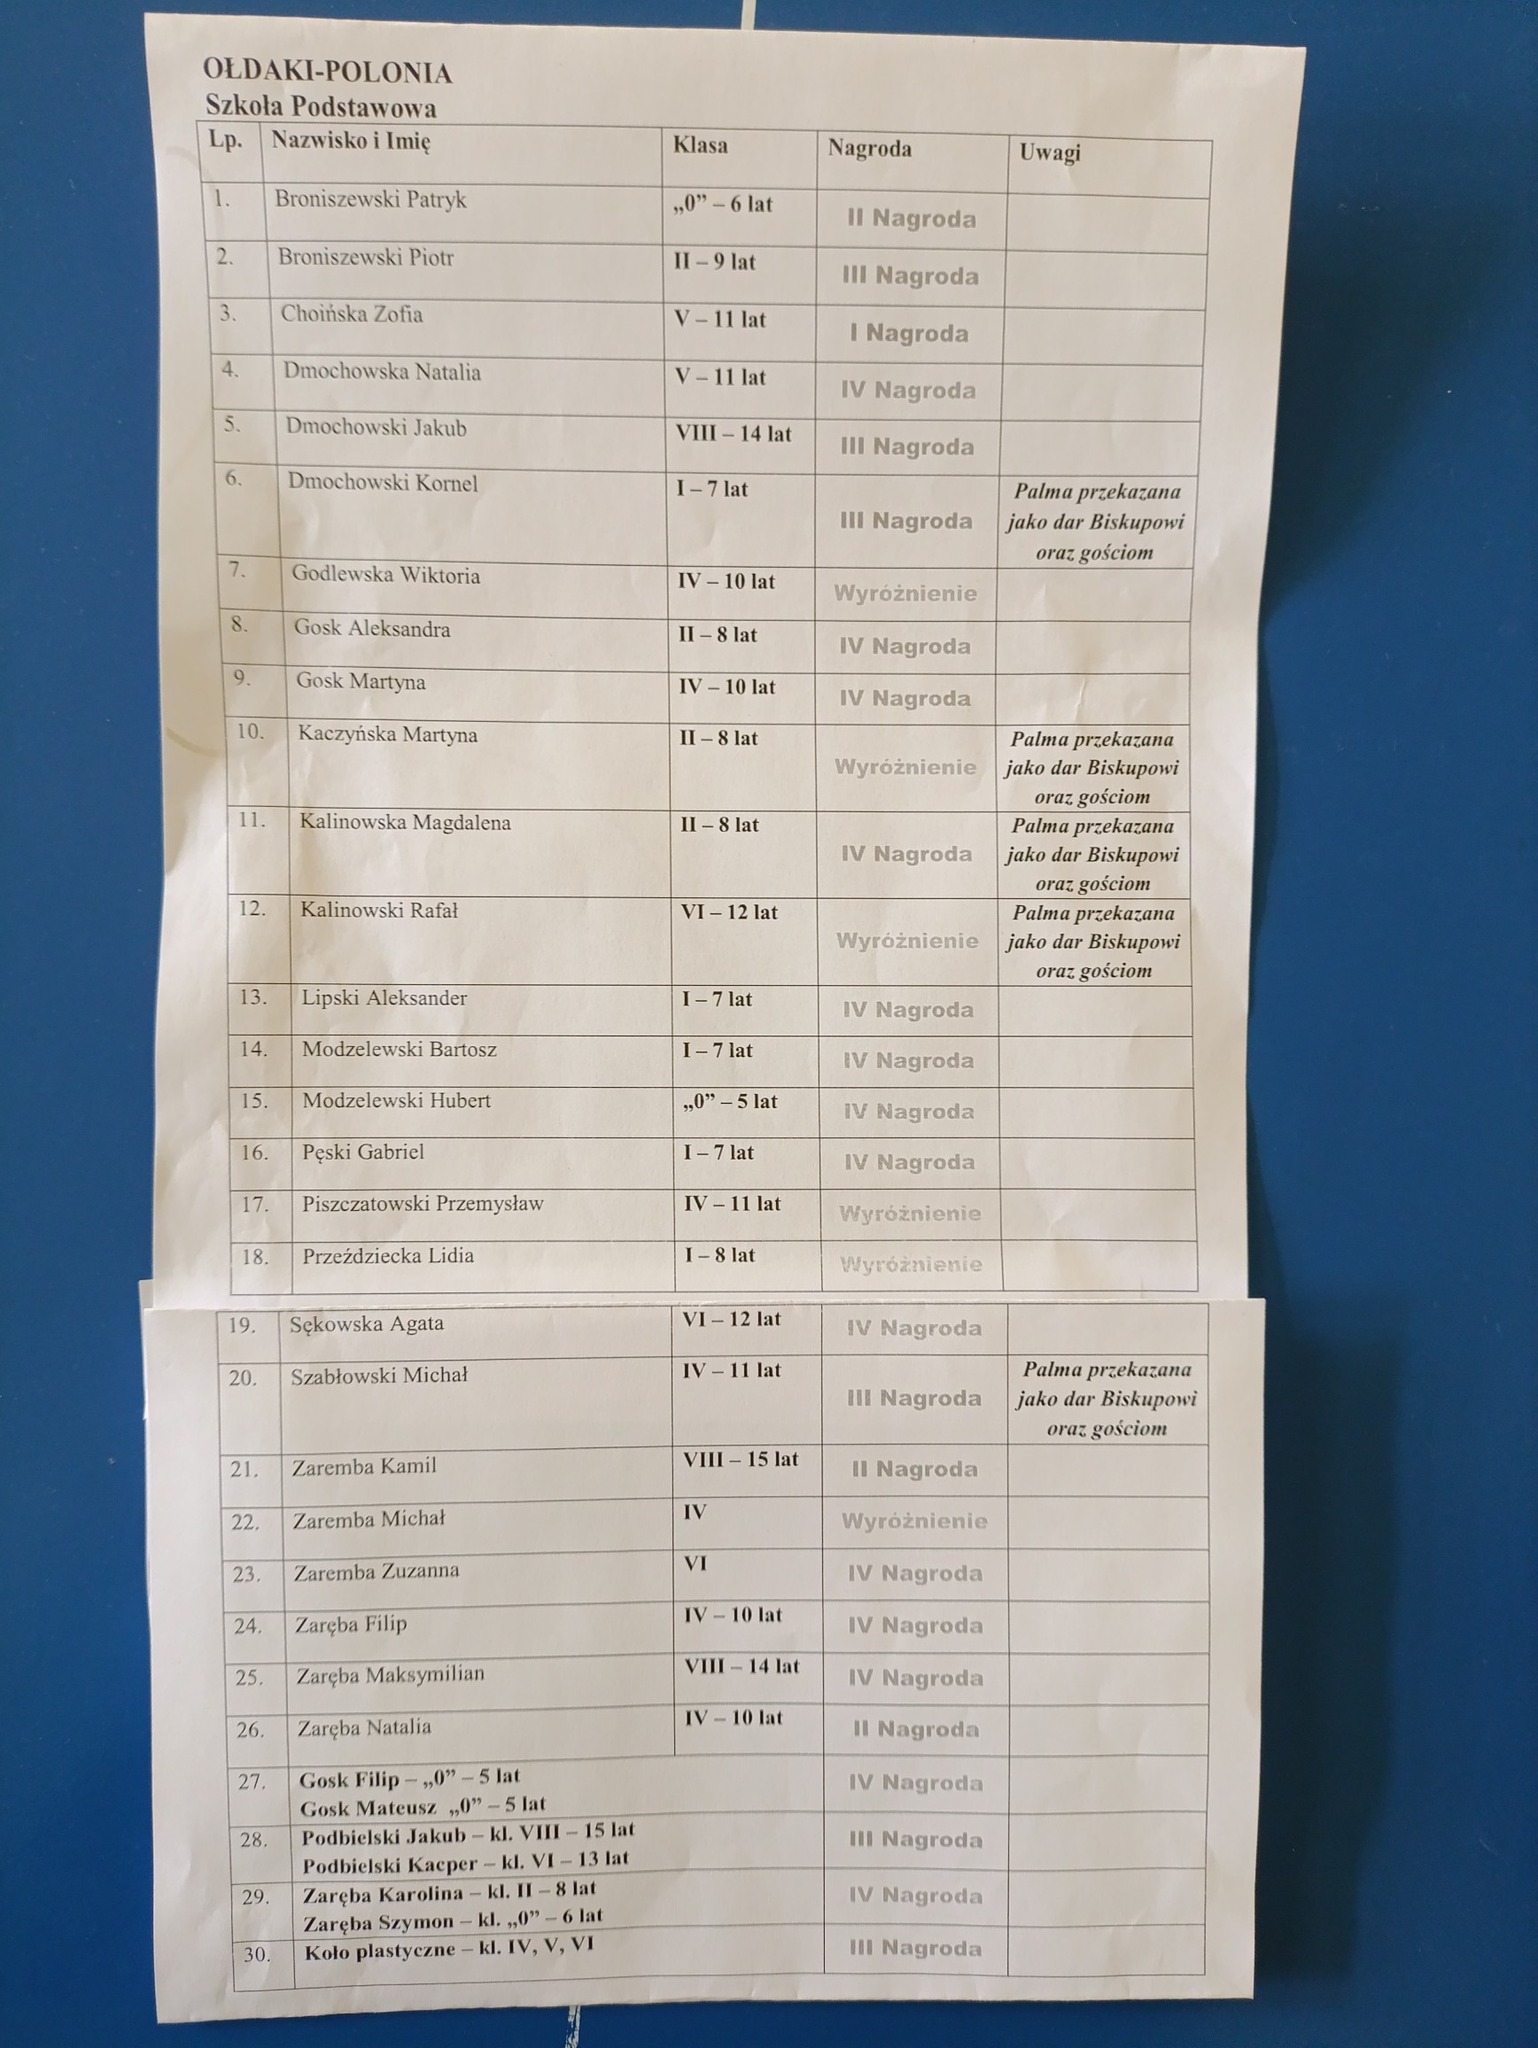 OŁDAKI-POLONIA
Szkoła Podstawowa
Lp. Nazwisko i Imię Klasa Nagroda Uwagi
1. Broniszewski Patryk „0” – 6 lat II Nagroda
2. Broniszewski Piotr II – 9 lat III Nagroda
3. Choińska Zofia V – 11 lat I Nagroda
4. Dmochowska Natalia V – 11 lat IV Nagroda
5. Dmochowski Jakub VIII – 14 lat III Nagroda
6. Dmochowski Kornel I – 7 lat III Nagroda Palma przekazana
jako dar Biskupowi
oraz gościom
7. Godlewska Wiktoria IV – 10 lat Wyróżnienie
8. Gosk Aleksandra II – 8 lat IV Nagroda
9. Gosk Martyna IV – 10 lat IV Nagroda
10. Kaczyńska Martyna II – 8 lat Wyróżnienie Palma przekazana
jako dar Biskupowi
oraz gościom
11. Kalinowska Magdalena II – 8 lat IV Nagroda Palma przekazana
jako dar Biskupowi
oraz gościom
12. Kalinowski Rafał VI – 12 lat Wyróżnienie Palma przekazana
jako dar Biskupowi
oraz gościom
13. Lipski Aleksander I – 7 lat IV Nagroda
14. Modzelewski Bartosz I – 7 lat IV Nagroda
15. Modzelewski Hubert „0” – 5 lat IV Nagroda
16. Pęski Gabriel I – 7 lat IV Nagroda
17. Piszczatowski Przemysław IV – 11 lat Wyróżnienie
18. Przeździecka Lidia I – 8 lat Wyróżnienie
19. Sękowska Agata VI – 12 lat IV Nagroda
20. Szabłowski Michał IV – 11 lat III Nagroda Palma przekazana
jako dar Biskupowi
oraz gościom
21. Zaremba Kamil VIII – 15 lat II Nagroda
22. Zaremba Michał IV Wyróżnienie
23. Zaremba Zuzanna VI IV Nagroda
24. Zaręba Filip IV – 10 lat IV Nagroda
25. Zaręba Maksymilian VIII – 14 lat IV Nagroda
26. Zaręba Natalia IV – 10 lat II Nagroda
27. Gosk Filip – „0” – 5 lat IV Nagroda
Gosk Mateusz „0” – 5 lat
28. Podbielski Jakub – kl. VIII – 15 lat III Nagroda
Podbielski Kacper – kl. VI – 13 lat
29. Zaręba Karolina – kl. II – 8 lat IV Nagroda
Zaręba Szymon – kl. „0” – 6 lat
30. Koło plastyczne – kl. IV, V, VI III Nagroda